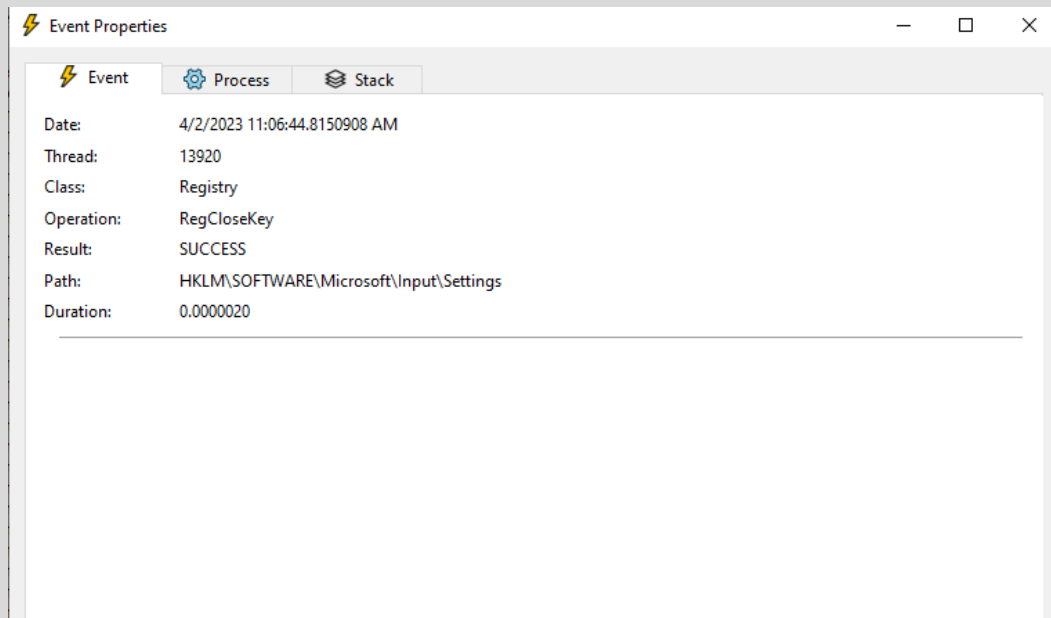 Event Properties
Event Process Stack
Date: 4/2/2023 11:06:44.8150908 AM
Thread: 13920
Class: Registry
Operation: RegCloseKey
Result: SUCCESS
Path: HKLM\SOFTWARE\Microsoft\Input\Settings
Duration: 0.0000020